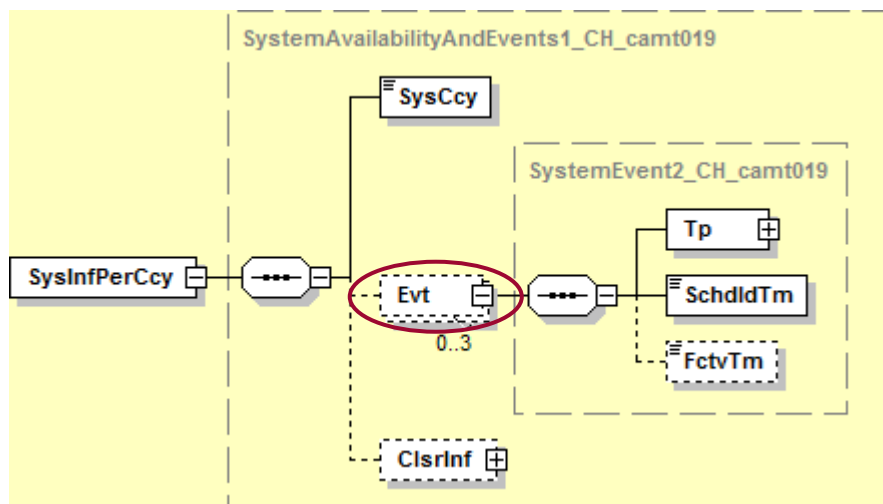 SystemAvailabilityAndEvents1_CH_camt019
SysCcy
SystemEvent2_CH_camt019
Tp
SysInfPerCcy
Evt
SchdldTm
0..3
FctvTm
ClsrInf